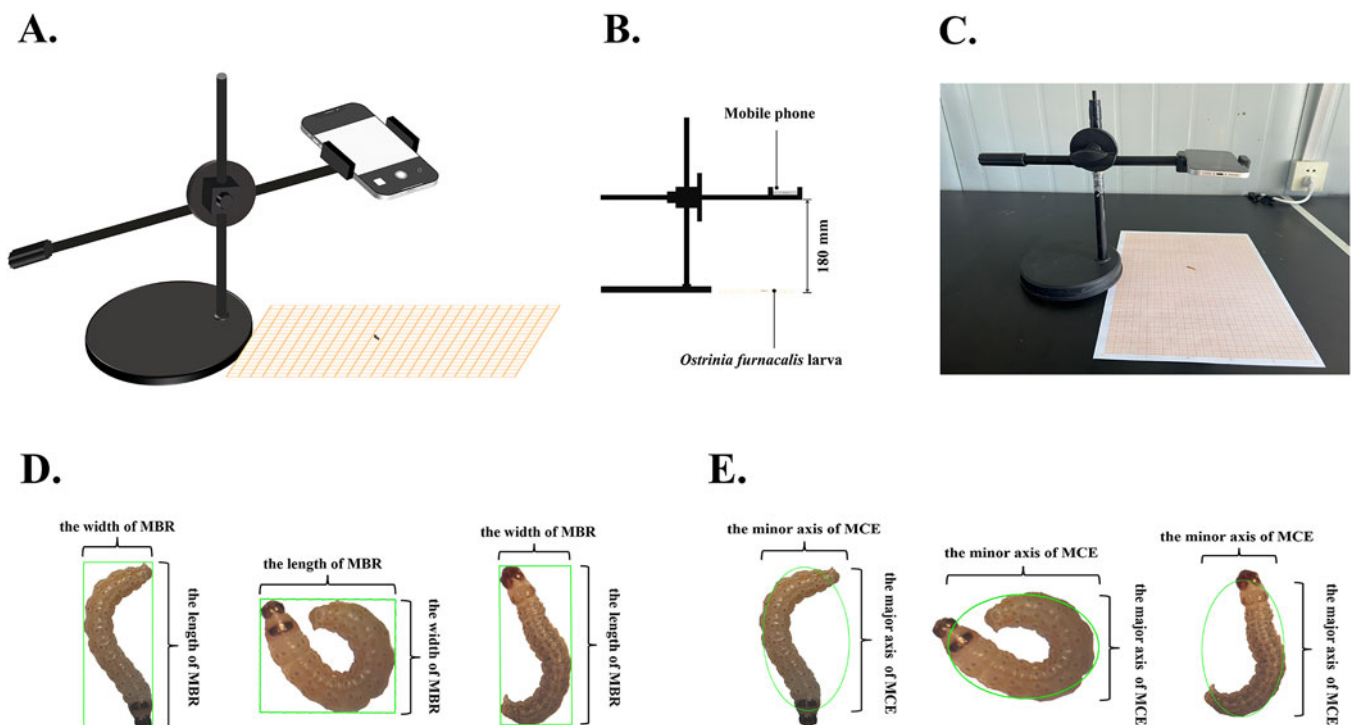 A.
B.
C.
Mobile phone
180 mm
Ostrinia furnacalis larva
D.
the width of MBR
the length of MBR
the length of MBR
the width of MBR
the width of MBR
the length of MBR
E.
the minor axis of MCE
the major axis of MCE
the minor axis of MCE
the major axis of MCE
the minor axis of MCE
the major axis of MCE